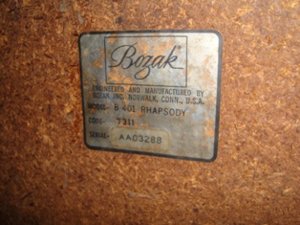 Bozak
ENGINEERED AND MANUFACTURED BY
BOZAK, INC. NORWALK, CONN., U.S.A.
MODEL- B-401 RHAPSODY
CODE- 7311
SERIAL- AA03288